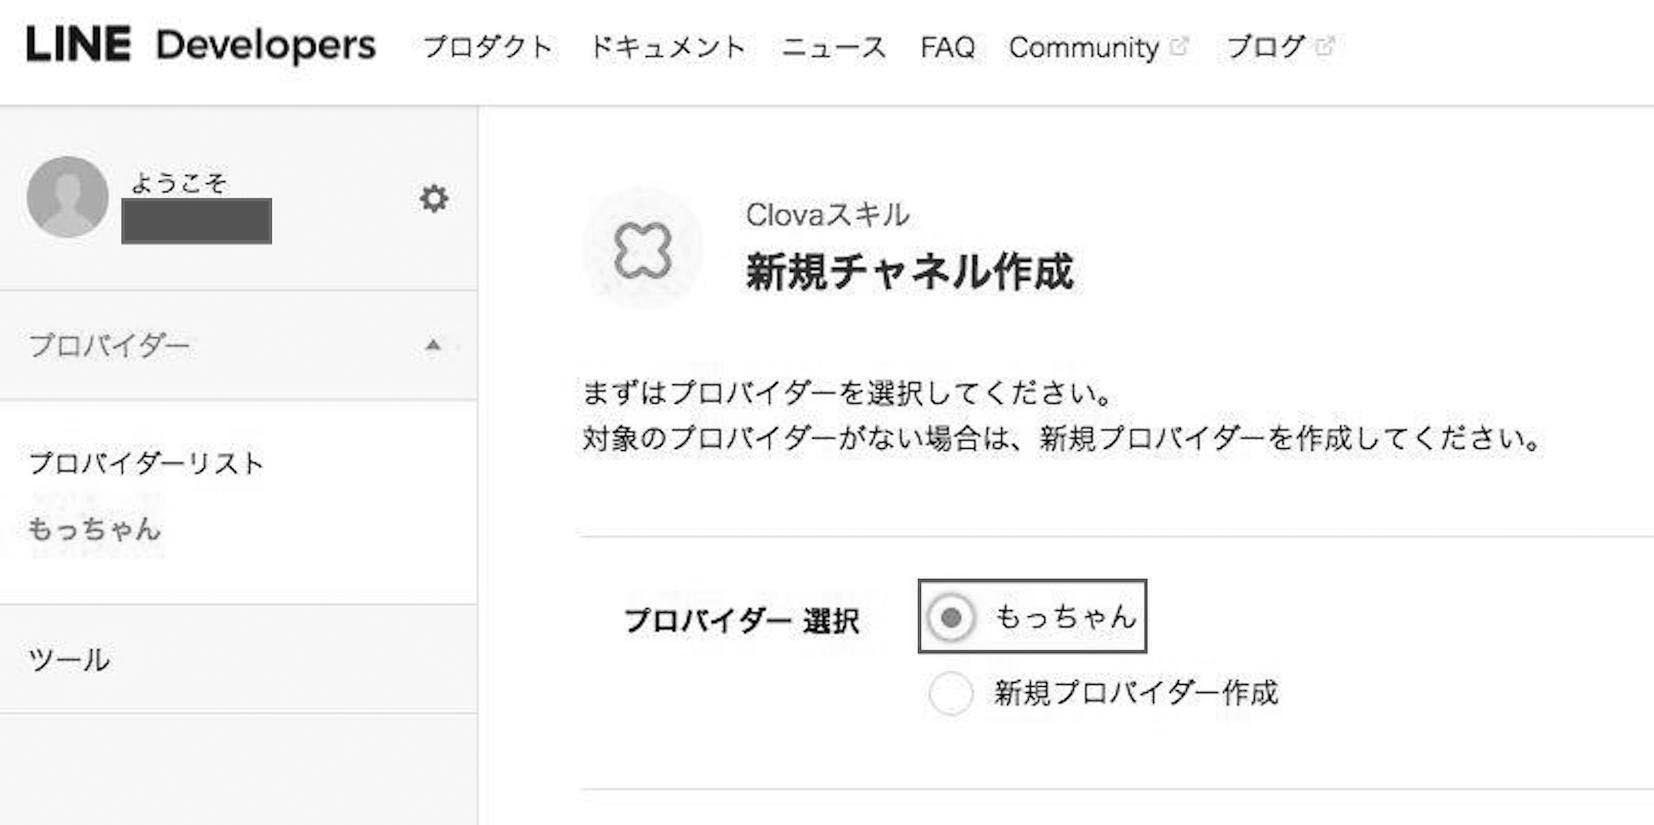 LINE Developers プロダクト ドキュメント ニュース FAQ Community ブログ
ようこそ
プロバイダー
プロバイダーリスト
もっちゃん
ツール
Clovaスキル
新規チャネル作成
まずはプロバイダーを選択してください。
対象のプロバイダーがない場合は、新規プロバイダーを作成してください。
プロバイダー 選択
もっちゃん
新規プロバイダー作成